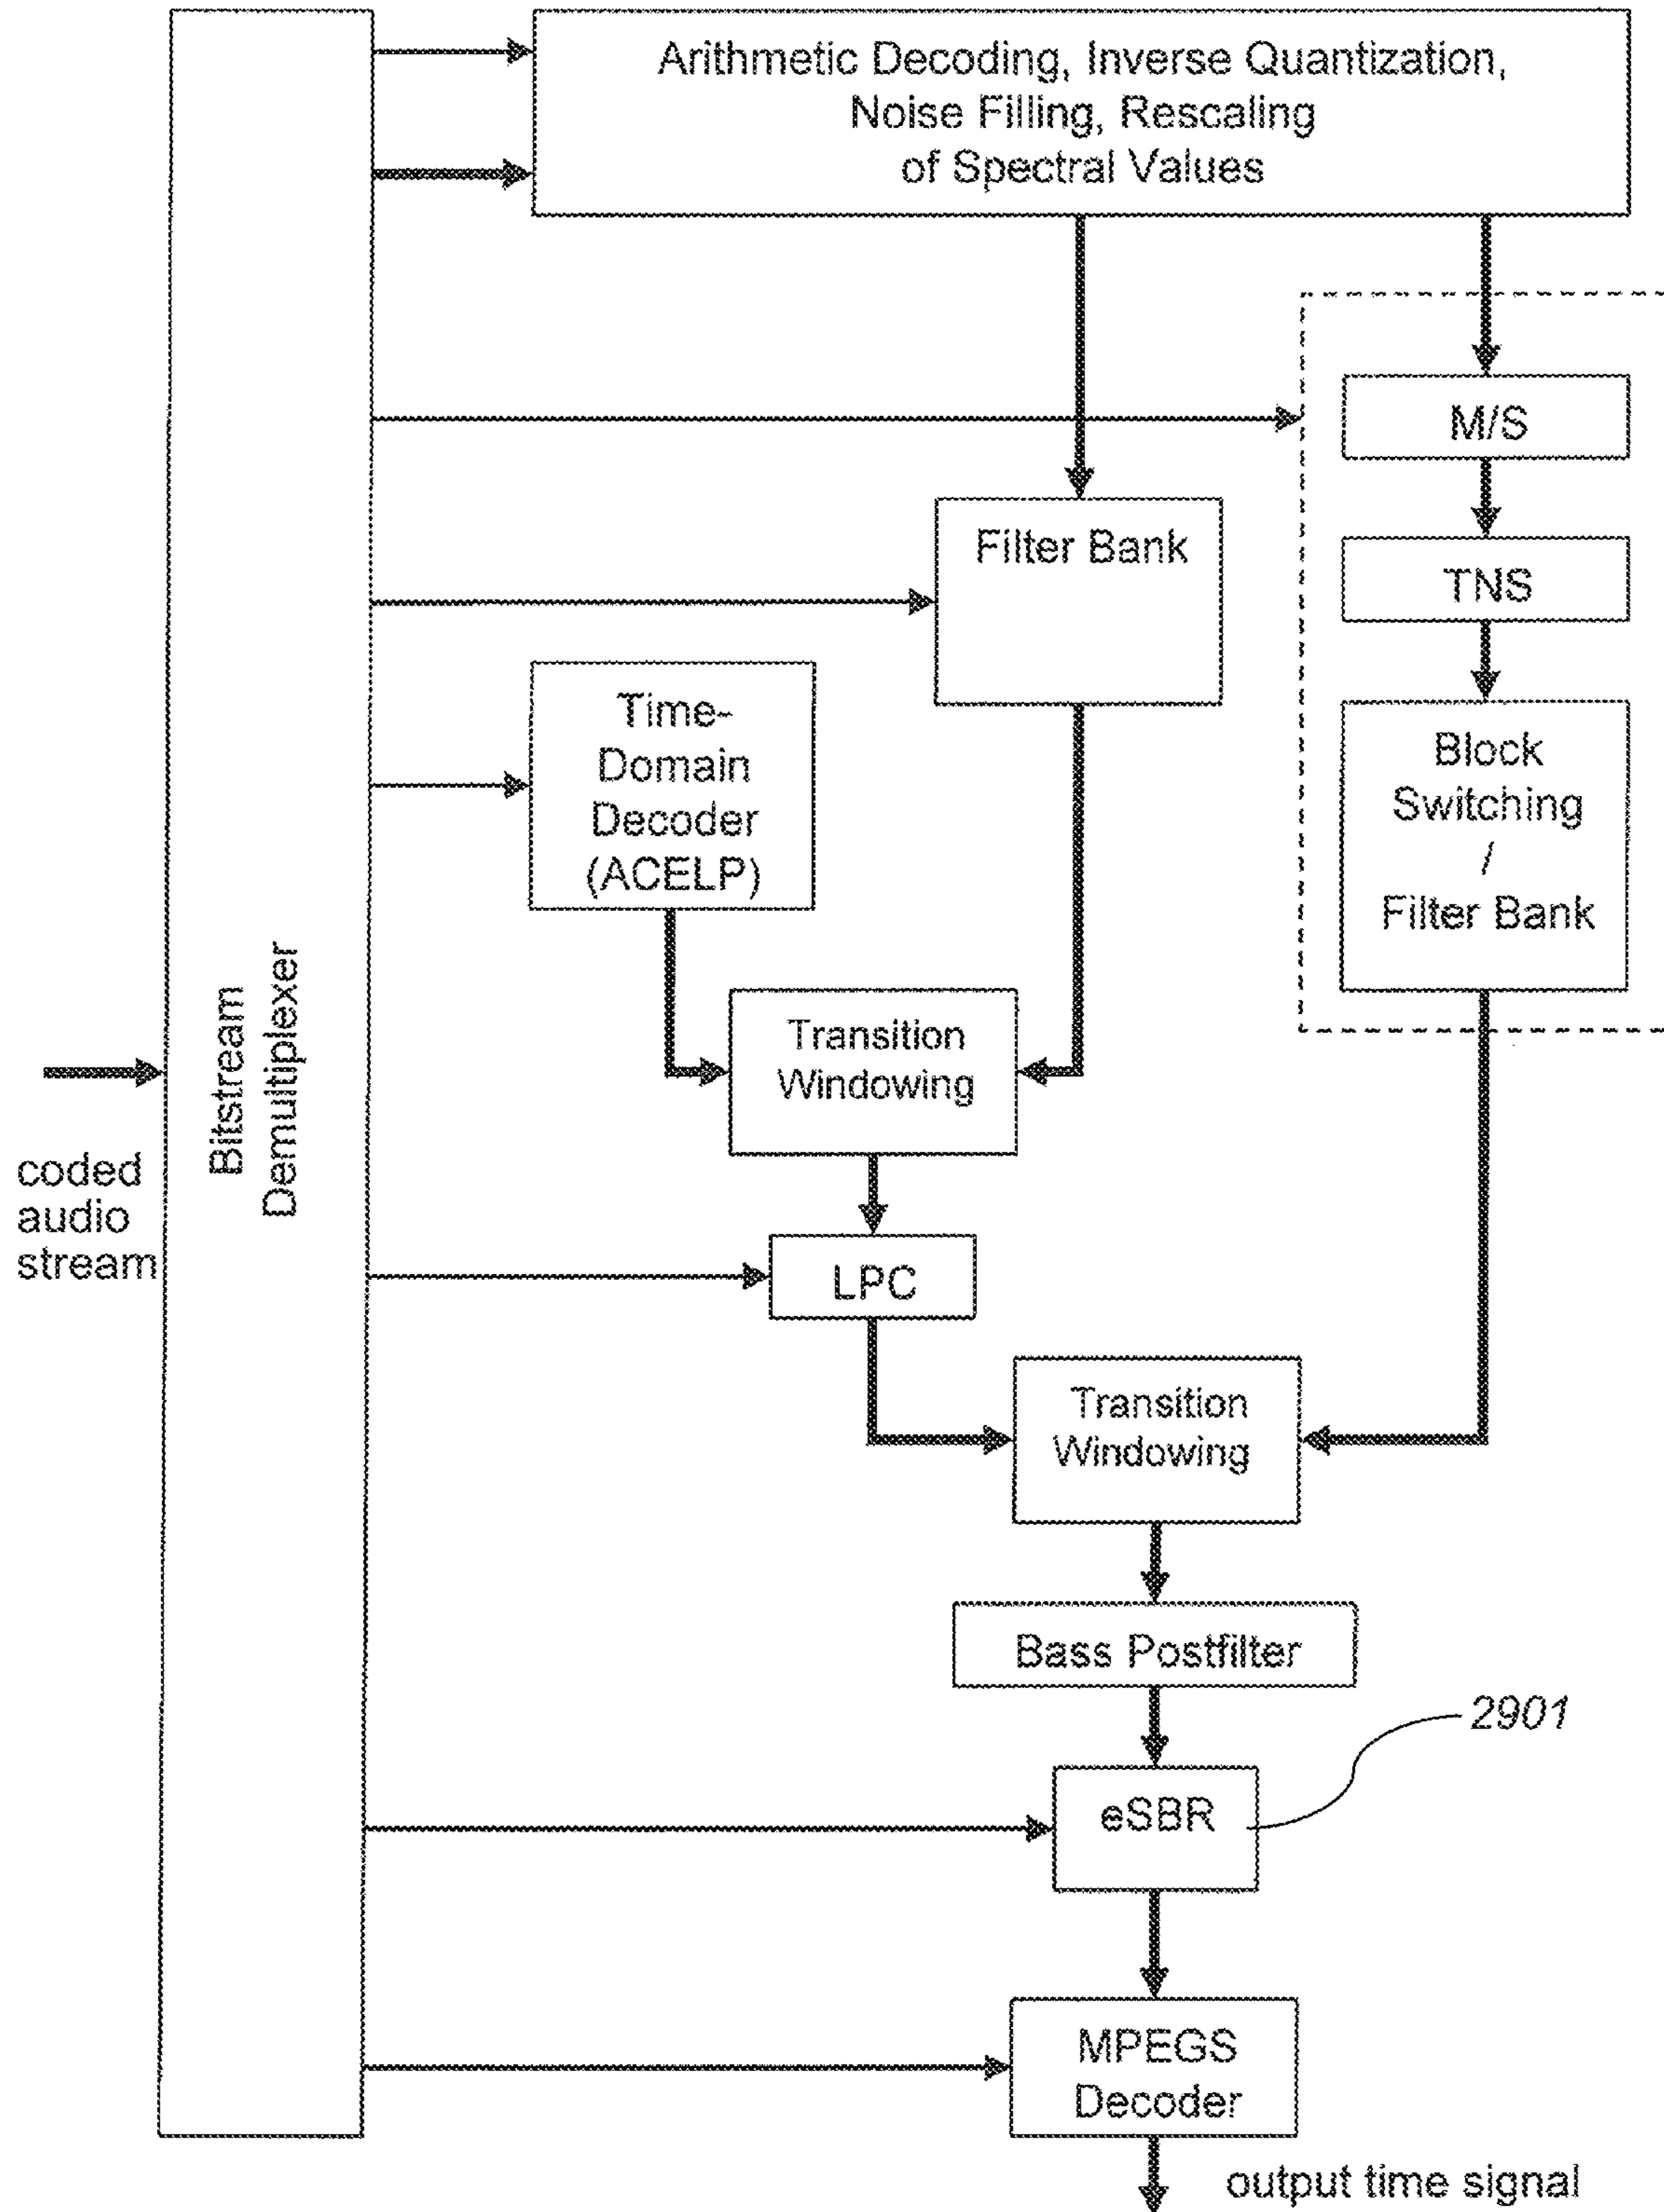 Arithmetic Decoding, Inverse Quantization,
Noise Filling, Rescaling
of Spectral Values
M/S
Filter Bank
TNS
Time-
Domain
Decoder
(ACELP)
Block
Switching
/
Filter Bank
Bitstream
Demultiplexer
Transition
Windowing
coded
audio
stream
LPC
Transition
Windowing
Bass Postfilter
2901
eSBR
MPEGS
Decoder
output time signal